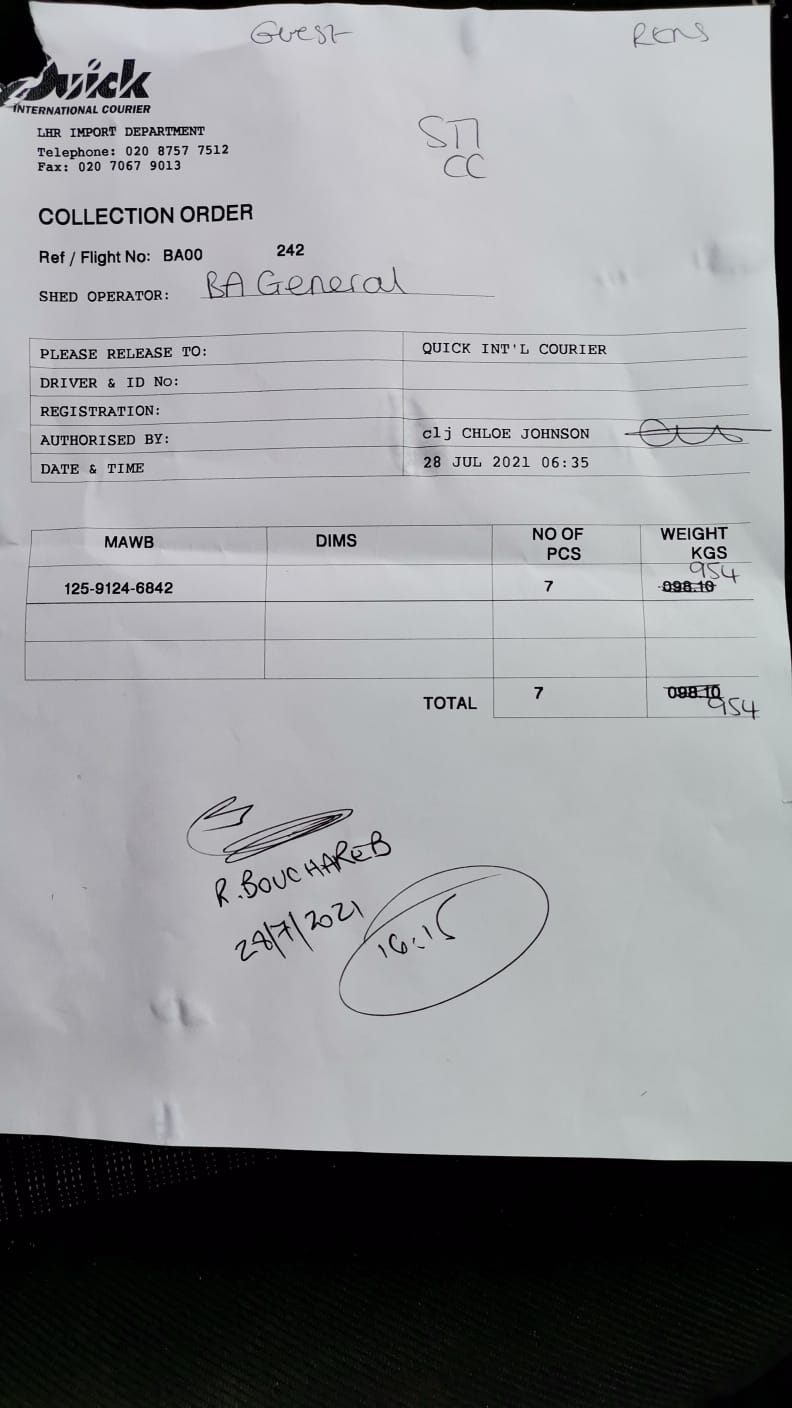 Guest RENS
Quick
INTERNATIONAL COURIER
LHR IMPORT DEPARTMENT
Telephone: 020 8757 7512
Fax: 020 7067 9013
CC
COLLECTION ORDER
Ref / Flight No: BA00 242
SHED OPERATOR: BA General
PLEASE RELEASE TO: QUICK INT'L COURIER
DRIVER & ID No:
REGISTRATION:
AUTHORISED BY: clj CHLOE JOHNSON
DATE & TIME 28 JUL 2021 06:35
MAWB DIMS NO OF PCS WEIGHT KGS
954
125-9124-6842 7 098.10
TOTAL 7 098.10
954
R. BOUCHAREB
28/7/2021
16:15